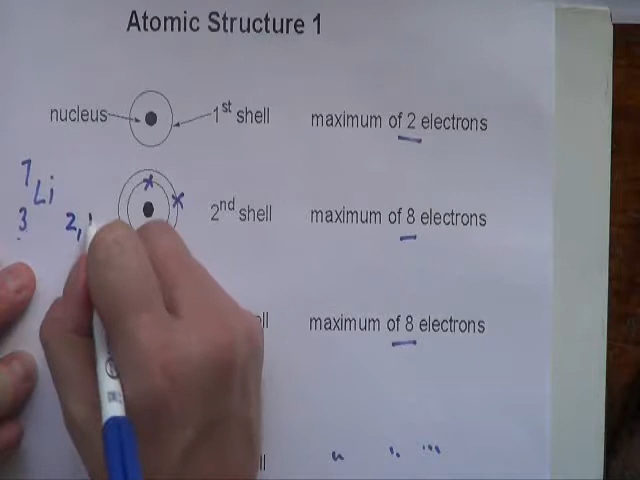 Atomic Structure 1
nucleus 1st shell maximum of 2 electrons
7
Li
3 2,1
2nd shell maximum of 8 electrons
maximum of 8 electrons